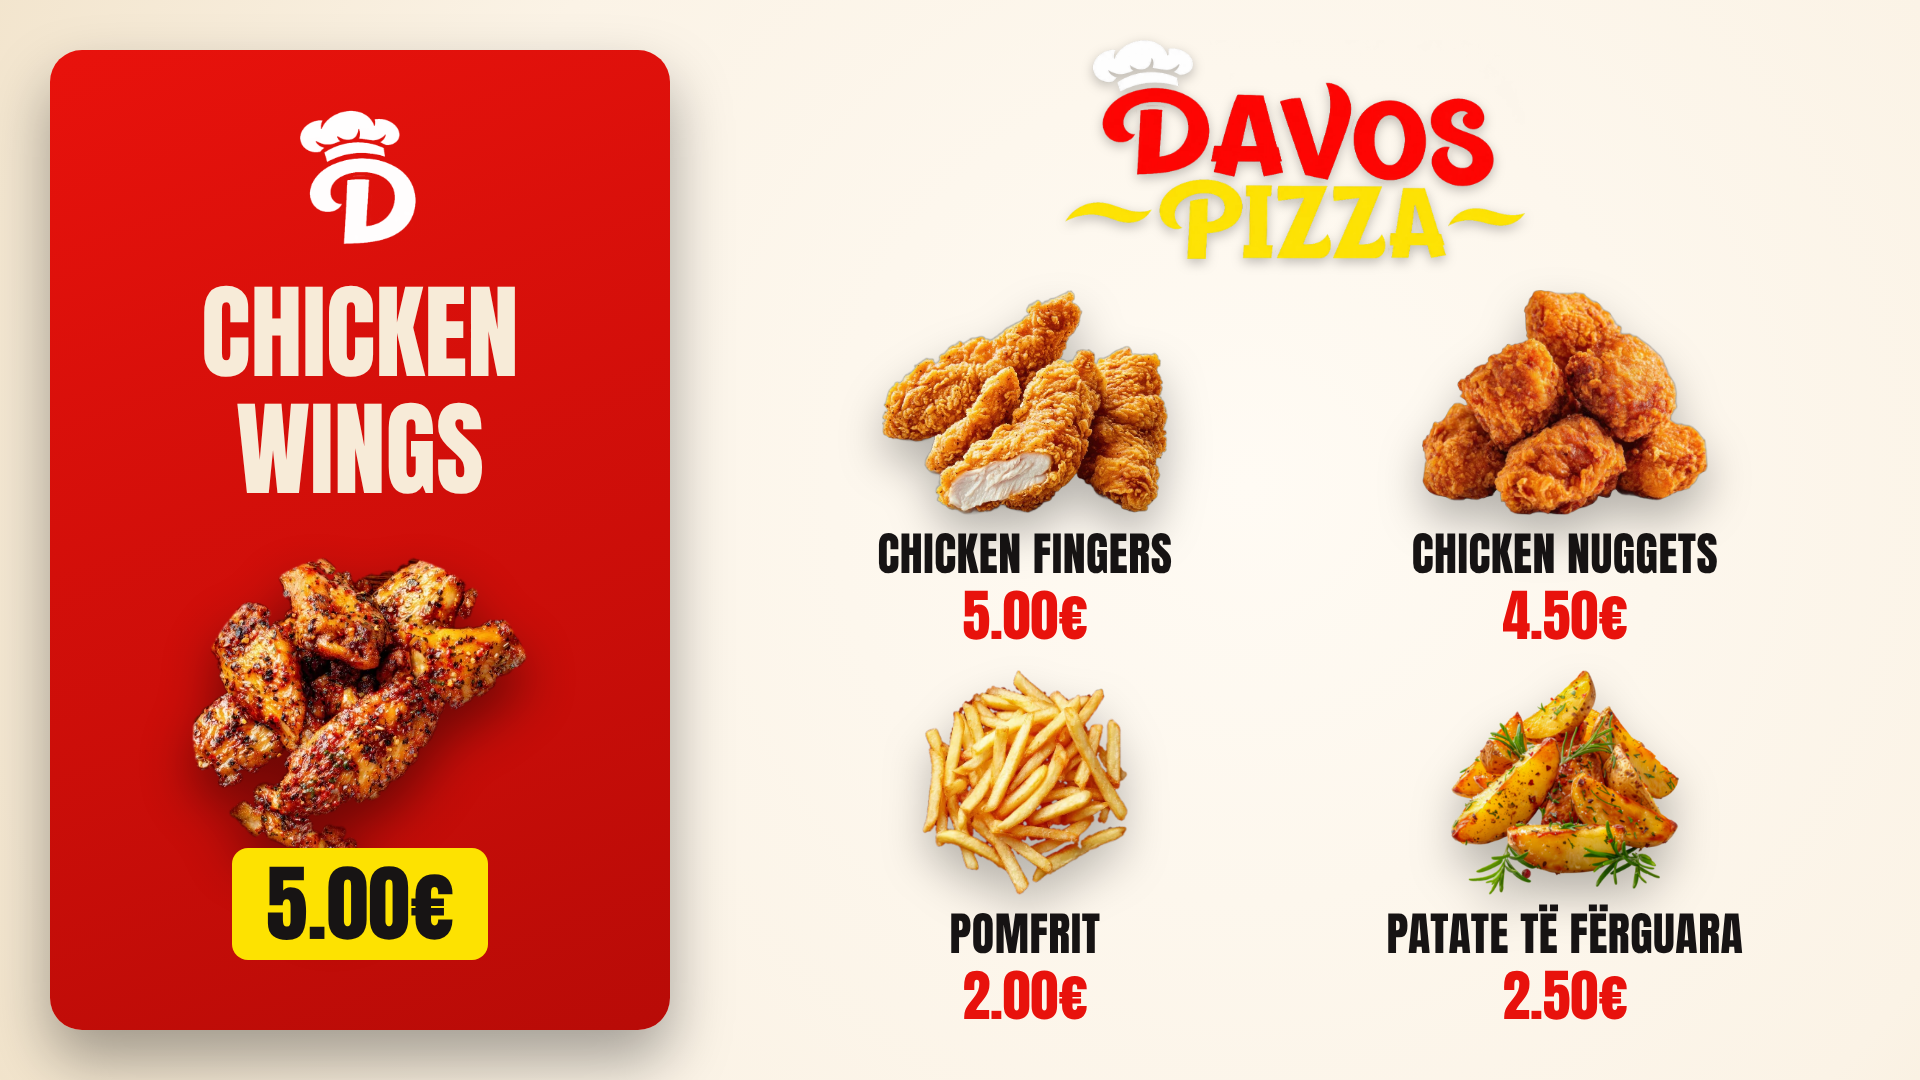 D
CHICKEN
WINGS
5.00€
DAVOS
~PIZZA~
CHICKEN FINGERS
5.00€
CHICKEN NUGGETS
4.50€
POMFRIT
2.00€
PATATE TË FËRGUARA
2.50€